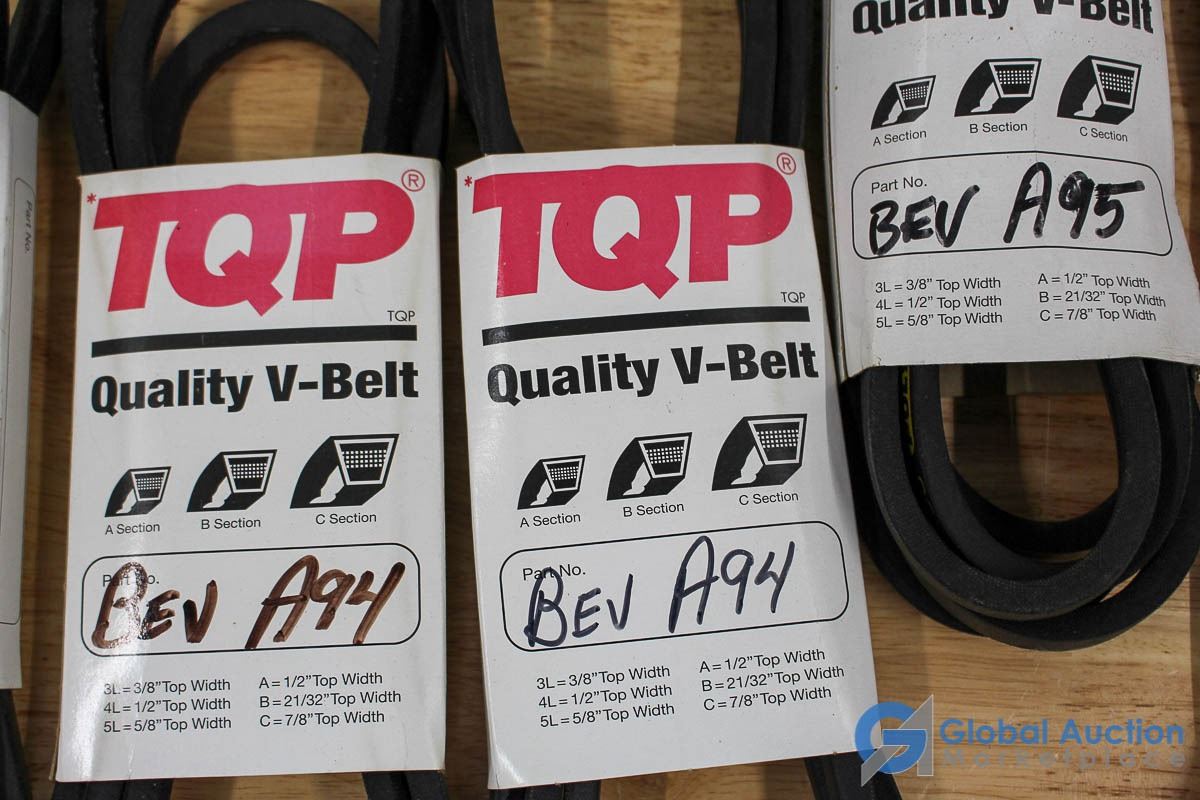 *TQP®
TQP
Quality V-Belt
A Section
B Section
C Section
Part No.
BEV A94
3L = 3/8" Top Width
4L = 1/2" Top Width
5L = 5/8" Top Width
A = 1/2" Top Width
B = 21/32" Top Width
C = 7/8" Top Width
*TQP®
TQP
Quality V-Belt
A Section
B Section
C Section
Part No.
BEV A94
3L = 3/8" Top Width
4L = 1/2" Top Width
5L = 5/8" Top Width
A = 1/2" Top Width
B = 21/32" Top Width
C = 7/8" Top Width
Quality V-Belt
A Section
B Section
C Section
Part No.
BEV A95
3L = 3/8" Top Width
4L = 1/2" Top Width
5L = 5/8" Top Width
A = 1/2" Top Width
B = 21/32" Top Width
C = 7/8" Top Width
Part No.
Global Auction
Marketplace